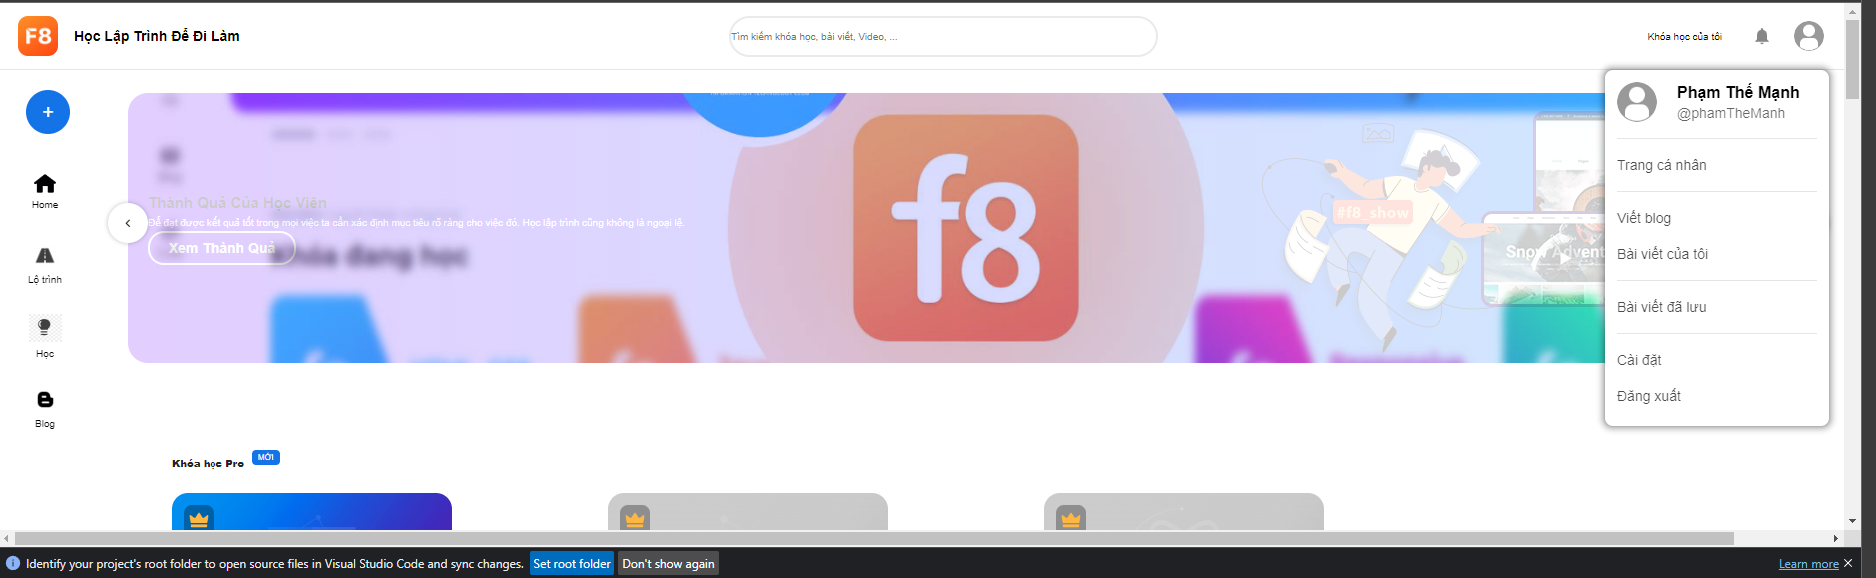 F8
Học Lập Trình Để Đi Làm
Tìm kiếm khóa học, bài viết, Video, ...
Khóa học của tôi
+
Home
Lộ trình
Học
Blog
Thành Quả Của Học Viên
Để đạt được kết quả tốt trong mọi việc ta cần xác định mục tiêu rõ ràng cho việc đó. Học lập trình cũng không là ngoại lệ.
Xem Thành Quả
Khóa đang học
f8
#f8_show
Phạm Thế Mạnh
@phamTheManh
Trang cá nhân
Viết blog
Bài viết của tôi
Bài viết đã lưu
Cài đặt
Đăng xuất
Khóa học Pro
MỚI
Identify your project's root folder to open source files in Visual Studio Code and sync changes.
Set root folder
Don't show again
Learn more